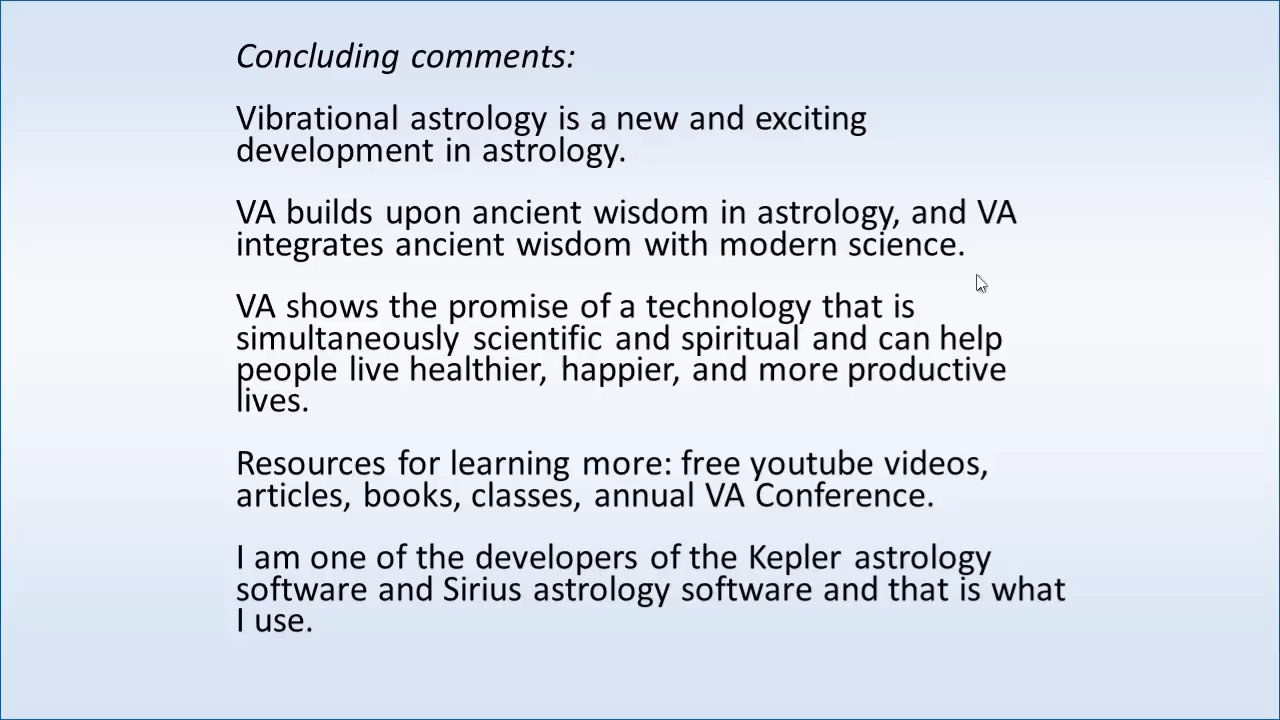 Concluding comments:
Vibrational astrology is a new and exciting
development in astrology.
VA builds upon ancient wisdom in astrology, and VA
integrates ancient wisdom with modern science.
VA shows the promise of a technology that is
simultaneously scientific and spiritual and can help
people live healthier, happier, and more productive
lives.
Resources for learning more: free youtube videos,
articles, books, classes, annual VA Conference.
I am one of the developers of the Kepler astrology
software and Sirius astrology software and that is what
I use.